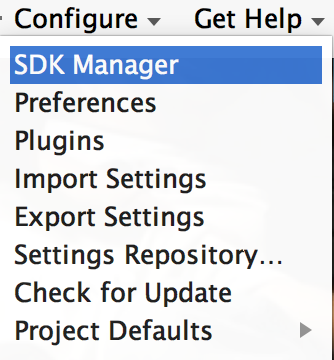 Configure Get Help
SDK Manager
Preferences
Plugins
Import Settings
Export Settings
Settings Repository...
Check for Update
Project Defaults